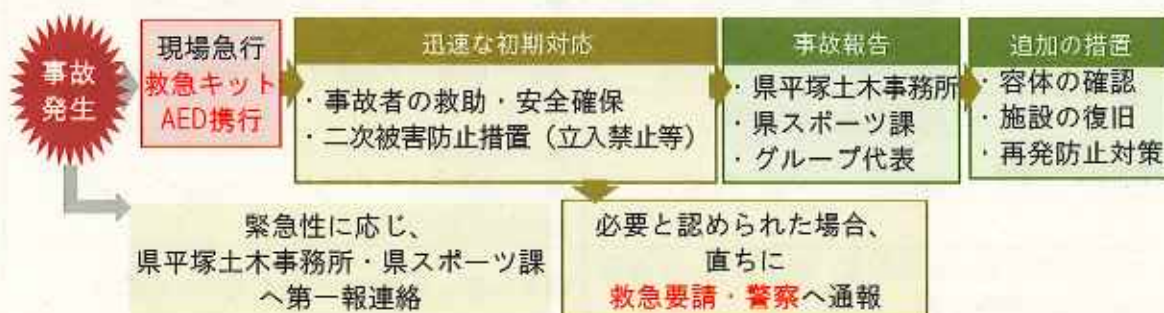 事故
発生
現場急行
救急キット
AED携行
迅速な初期対応
・事故者の救助・安全確保
・二次被害防止措置（立入禁止等）
事故報告
・県平塚土木事務所
・県スポーツ課
・グループ代表
追加の措置
・容体の確認
・施設の復旧
・再発防止対策
緊急性に応じ、
県平塚土木事務所・県スポーツ課
へ第一報連絡
必要と認められた場合、
直ちに
救急要請・警察へ通報